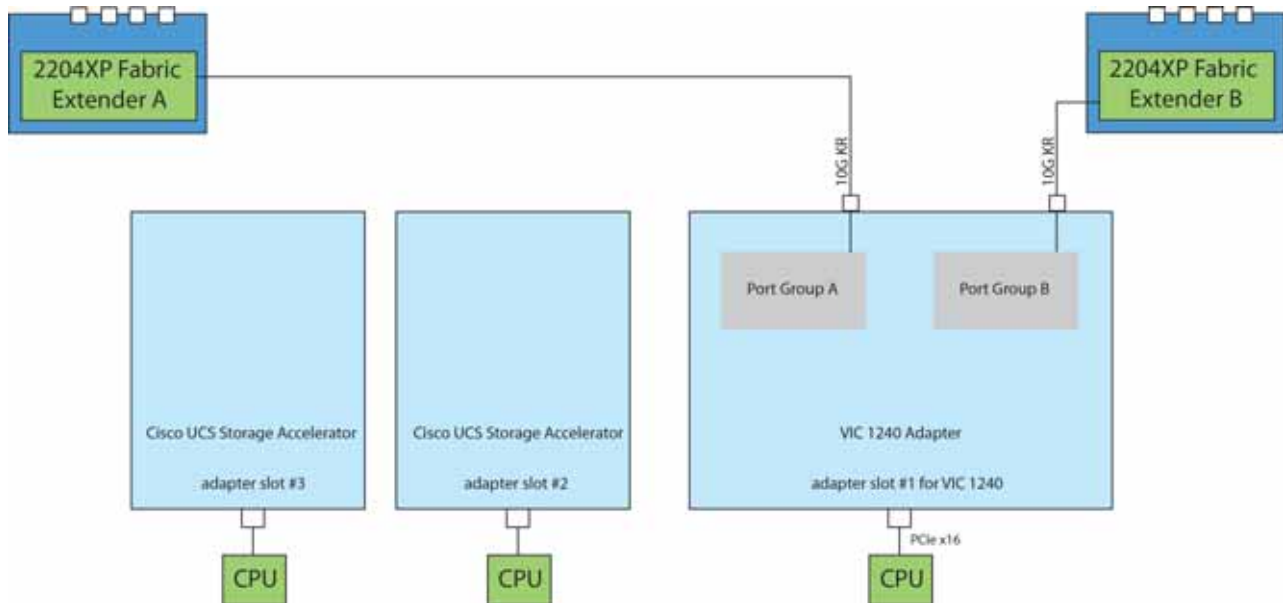 2204XP Fabric
Extender A
2204XP Fabric
Extender B
10G KR
10G KR
Port Group A
Port Group B
Cisco UCS Storage Accelerator
Cisco UCS Storage Accelerator
VIC 1240 Adapter
adapter slot #3
adapter slot #2
adapter slot #1 for VIC 1240
PCIe x16
CPU
CPU
CPU